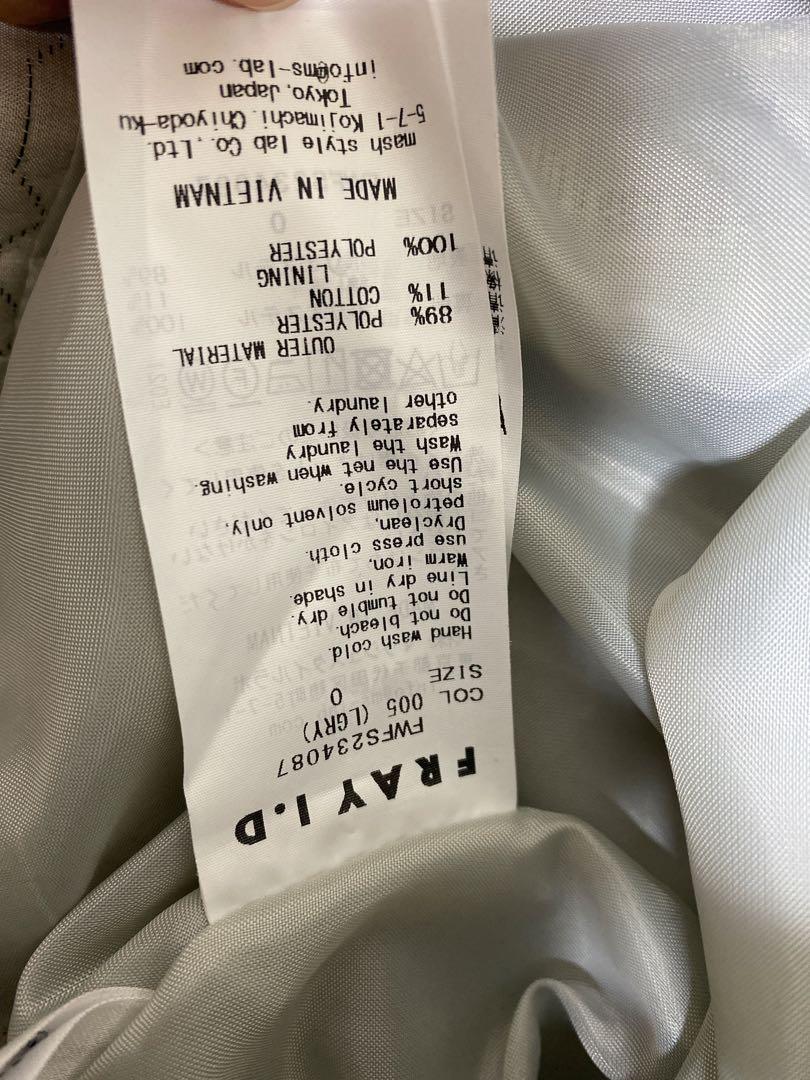 FRAY I.D
FWFS234087
COL 005 (LGRY)
SIZE 0
Hand wash cold.
Do not bleach.
Do not tumble dry.
Line dry in shade.
Warm iron,
use press cloth.
Dryclean,
petroleum solvent only,
short cycle.
Use the net when washing.
Wash the laundry
separately from
other laundry.
OUTER MATERIAL
89% POLYESTER
11% COTTON
LINING
100% POLYESTER
MADE IN VIETNAM
mash style lab Co., Ltd.
5-7-1 Kojimachi, Chiyoda-ku
Tokyo, Japan
info@ms-lab.com